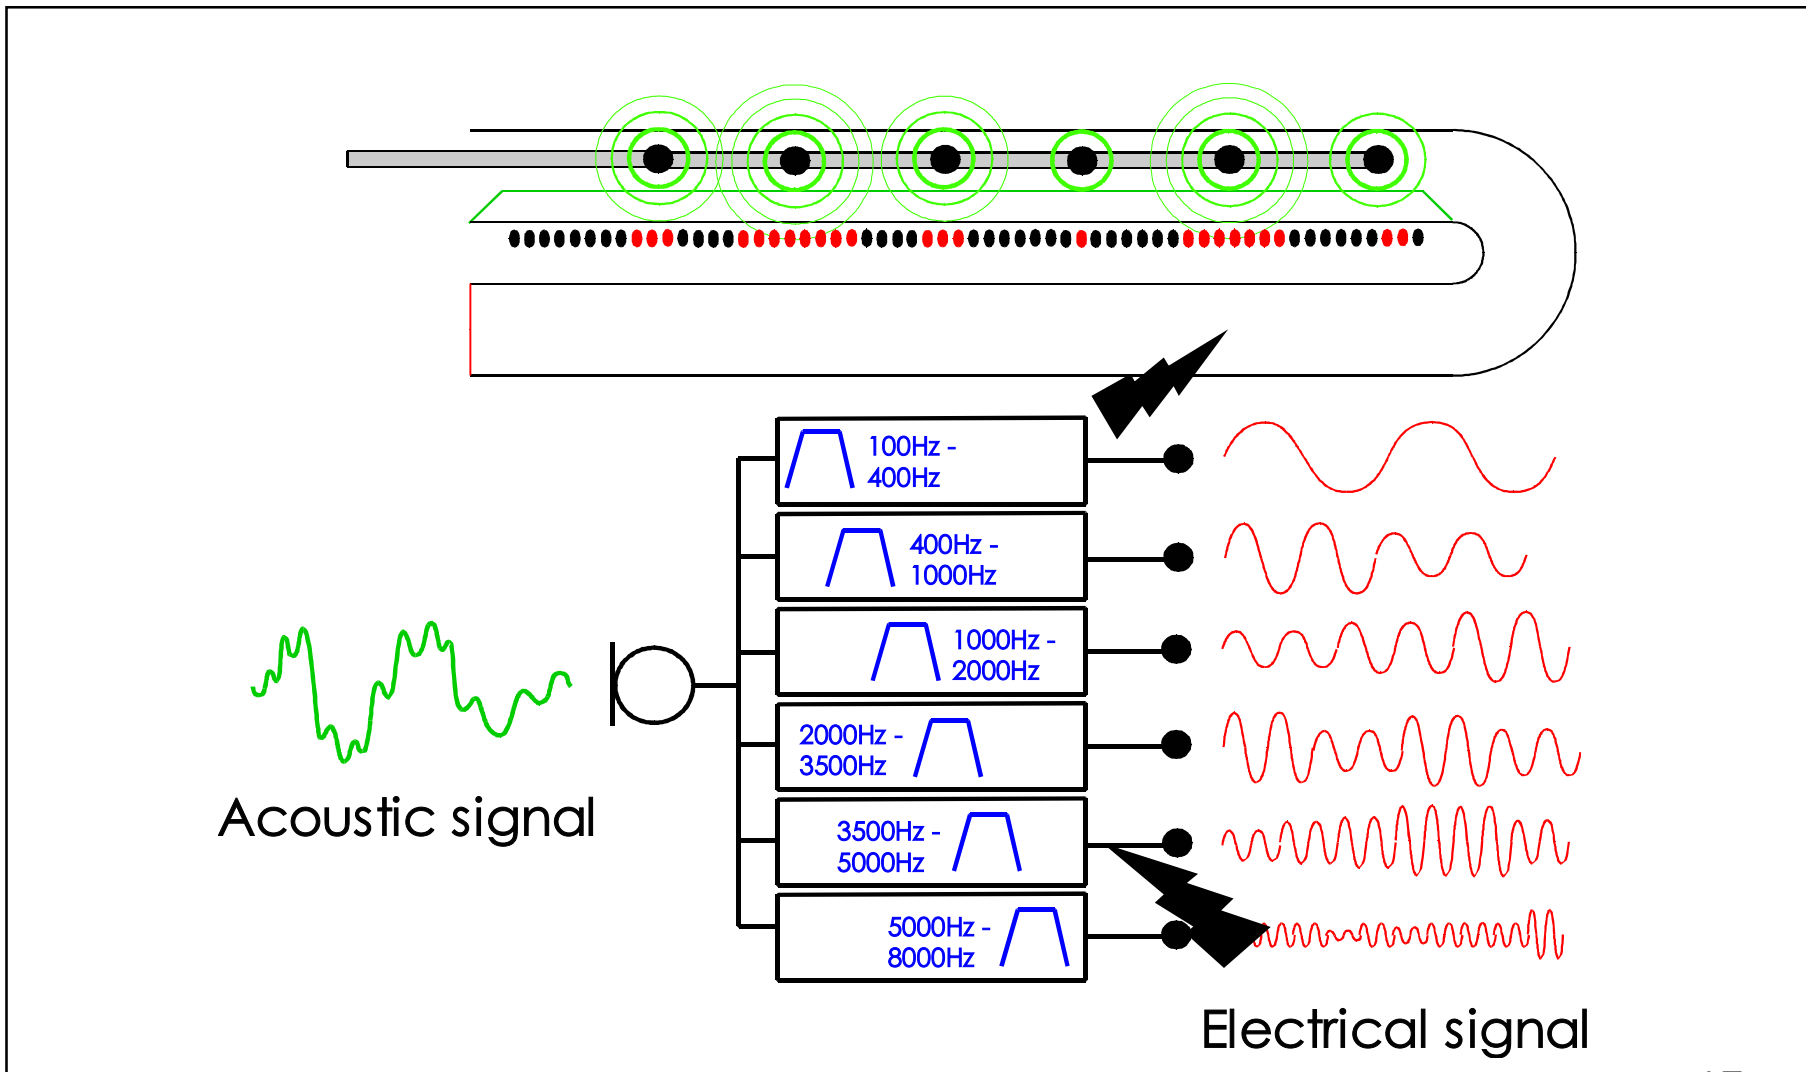 100Hz -
400Hz
400Hz -
1000Hz
1000Hz -
2000Hz
2000Hz -
3500Hz
3500Hz -
5000Hz
5000Hz -
8000Hz
Acoustic signal
Electrical signal